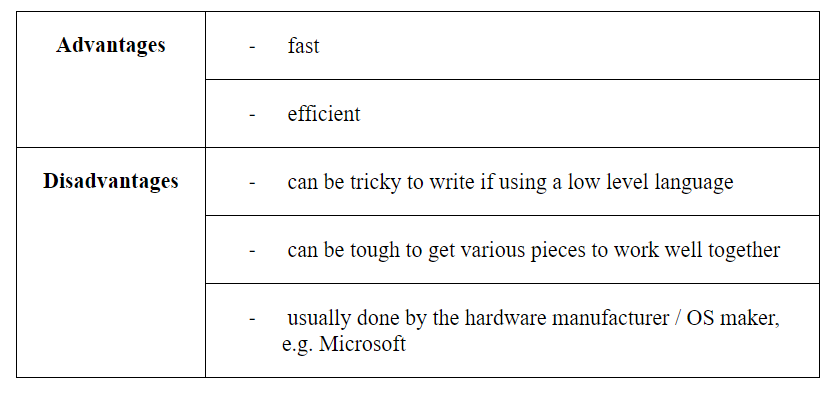 Advantages
- fast
- efficient
Disadvantages
- can be tricky to write if using a low level language
- can be tough to get various pieces to work well together
- usually done by the hardware manufacturer / OS maker,
e.g. Microsoft